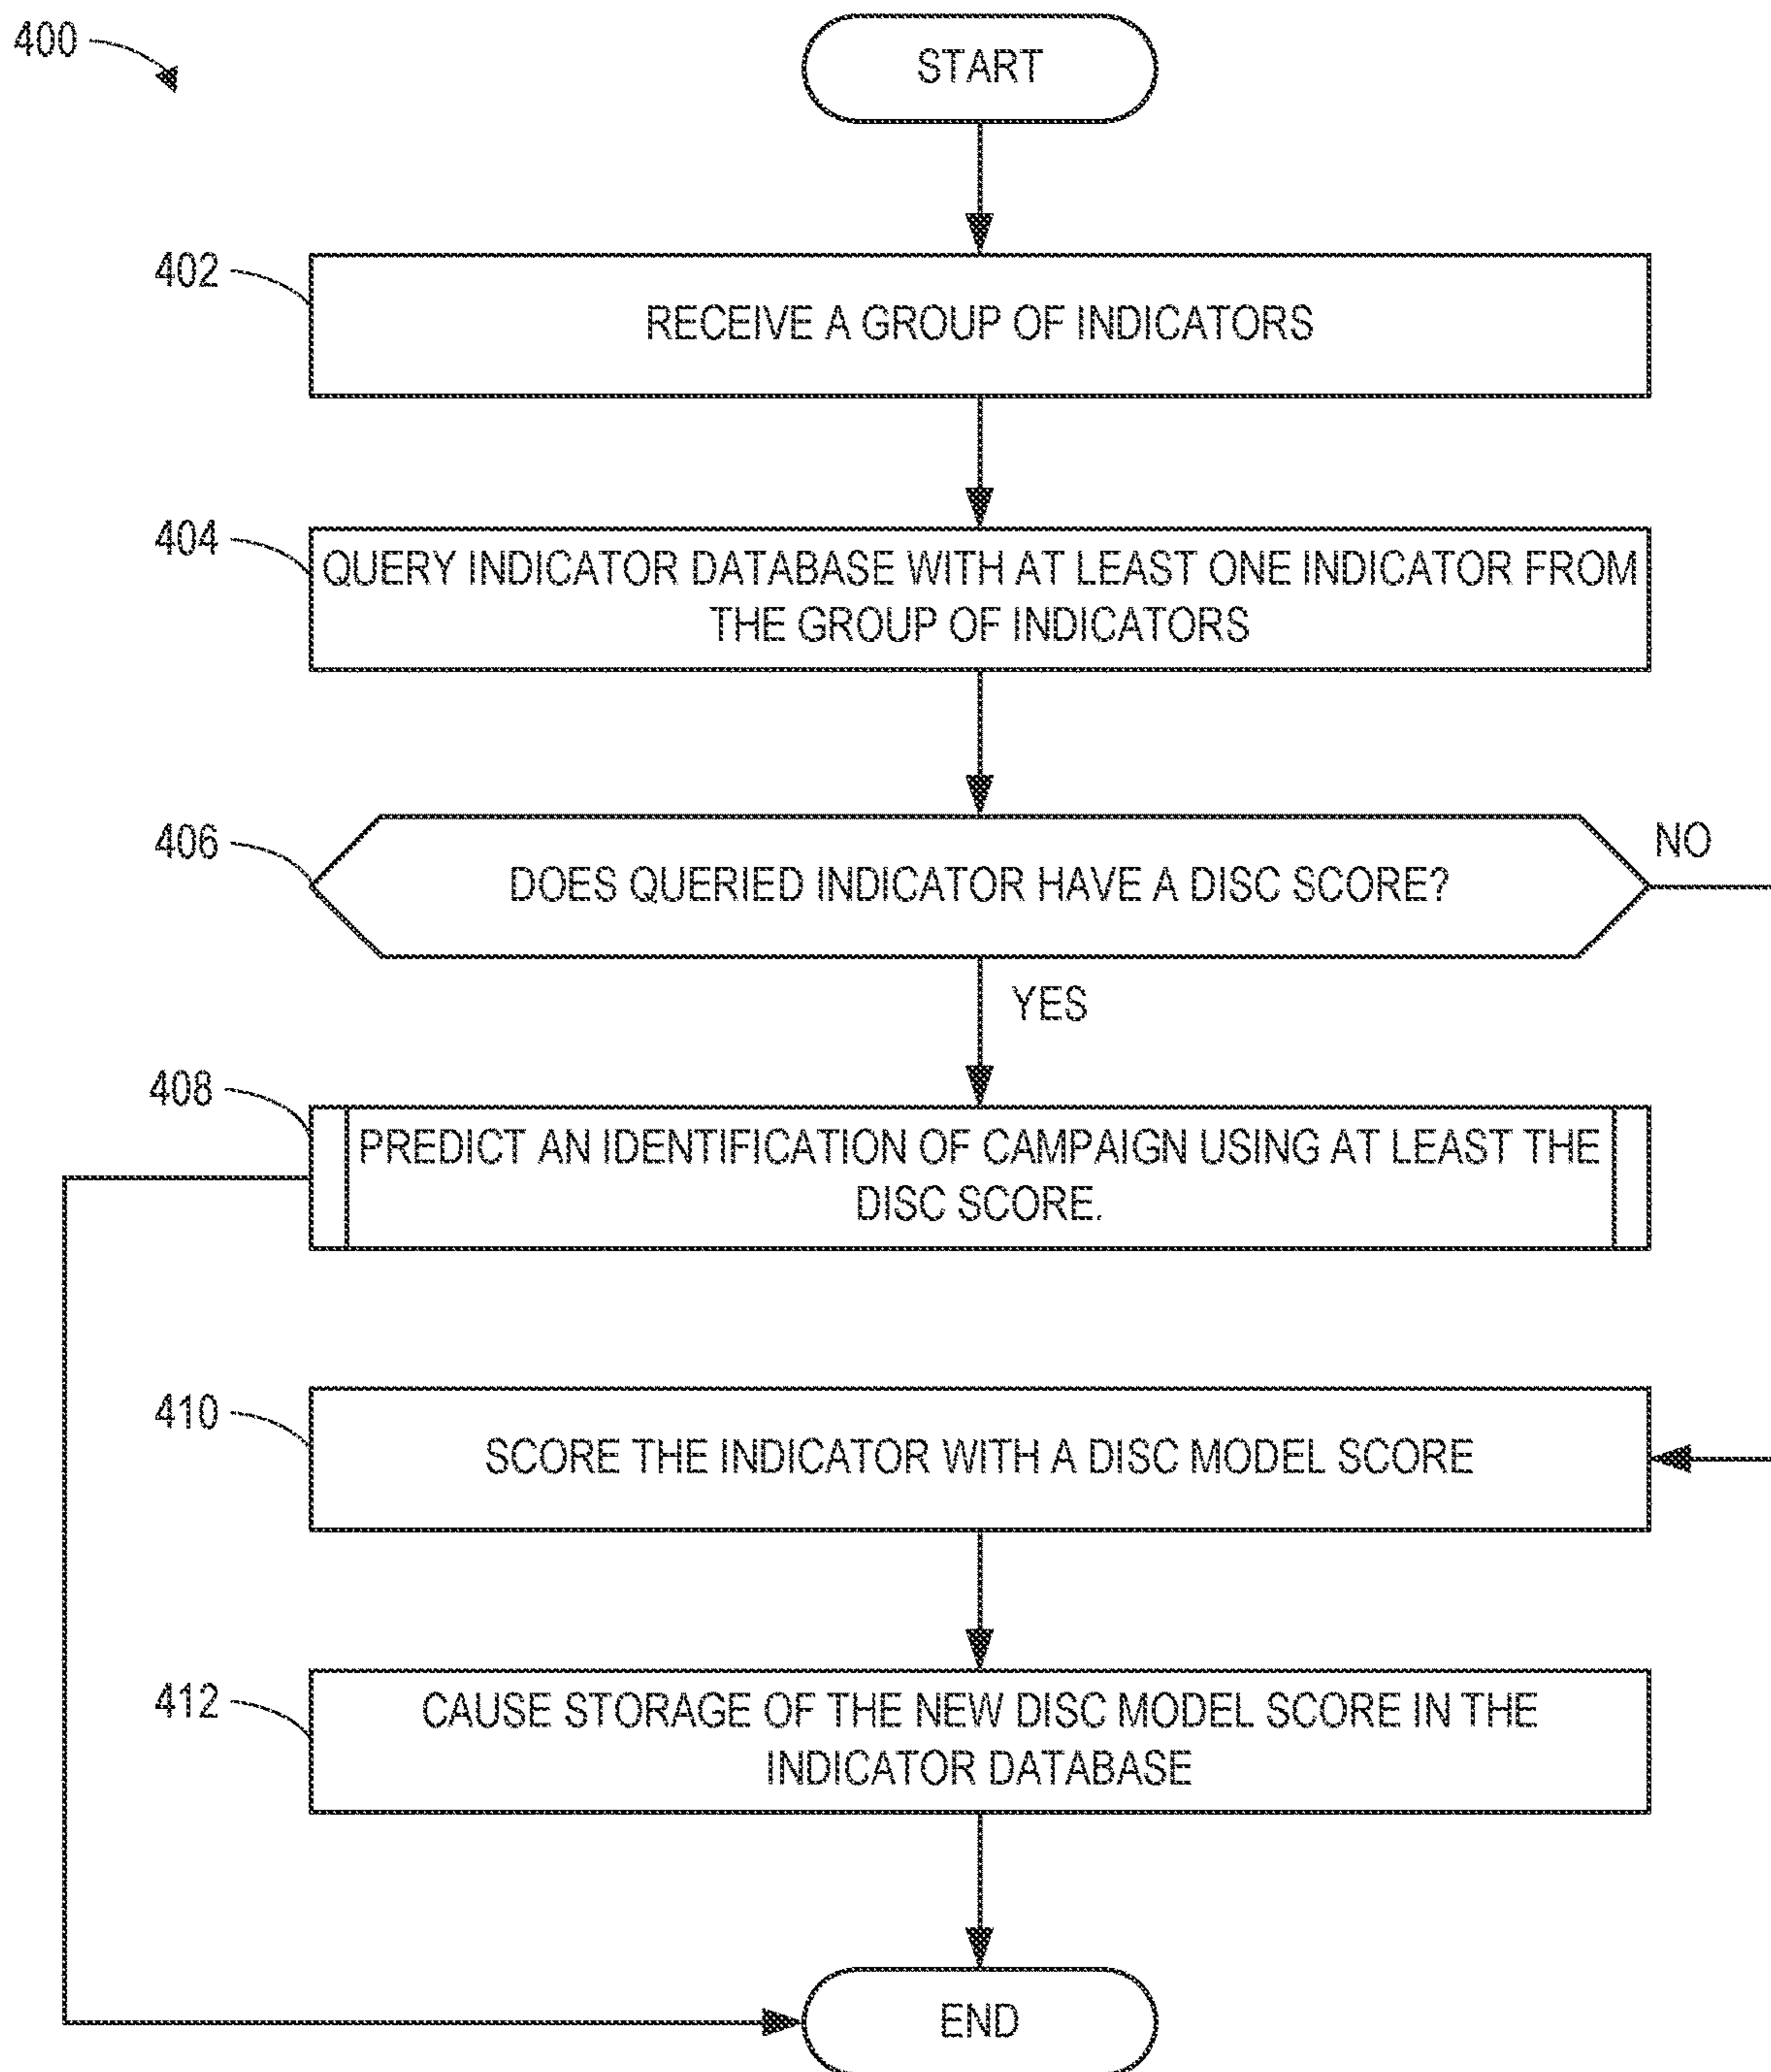 400
START
402
RECEIVE A GROUP OF INDICATORS
404
QUERY INDICATOR DATABASE WITH AT LEAST ONE INDICATOR FROM
THE GROUP OF INDICATORS
406
DOES QUERIED INDICATOR HAVE A DISC SCORE?
NO
YES
408
PREDICT AN IDENTIFICATION OF CAMPAIGN USING AT LEAST THE
DISC SCORE.
410
SCORE THE INDICATOR WITH A DISC MODEL SCORE
412
CAUSE STORAGE OF THE NEW DISC MODEL SCORE IN THE
INDICATOR DATABASE
END